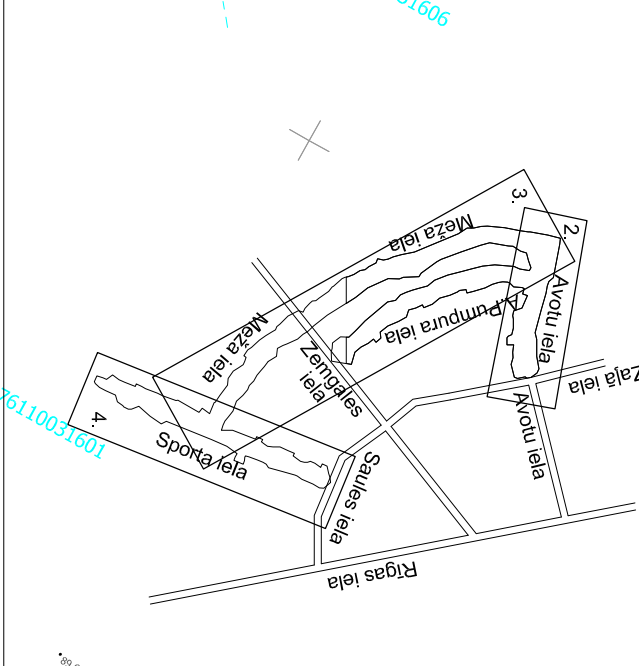 1606
3.
2.
Meža iela
Avotu iela
A.Pumpura iela
Meža iela
Zemgales
iela
Zaļā iela
76110031601
4.
Sporta iela
Avotu iela
Saules iela
Rīgas iela